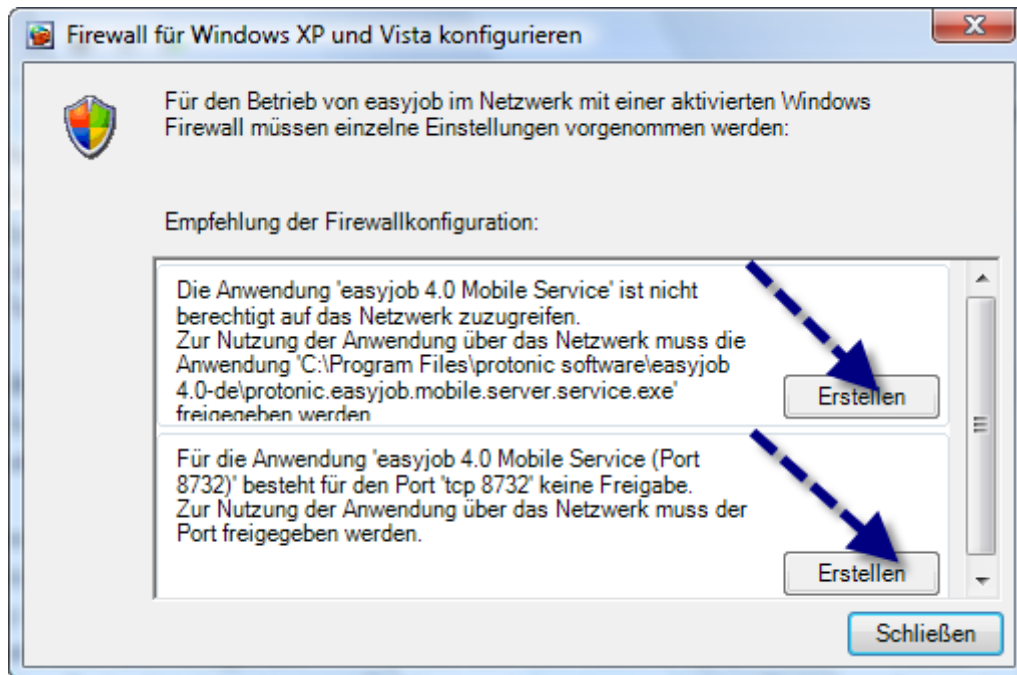 Firewall für Windows XP und Vista konfigurieren
Für den Betrieb von easyjob im Netzwerk mit einer aktivierten Windows
Firewall müssen einzelne Einstellungen vorgenommen werden:
Empfehlung der Firewallkonfiguration:
Die Anwendung 'easyjob 4.0 Mobile Service' ist nicht
berechtigt auf das Netzwerk zuzugreifen.
Zur Nutzung der Anwendung über das Netzwerk muss die
Anwendung 'C:\Program Files\protonic software\easyjob
4.0-de\protonic.easyjob.mobile.server.service.exe'
freigegeben werden
Erstellen
Für die Anwendung 'easyjob 4.0 Mobile Service (Port
8732)' besteht für den Port 'tcp 8732' keine Freigabe.
Zur Nutzung der Anwendung über das Netzwerk muss der
Port freigegeben werden.
Erstellen
Schließen